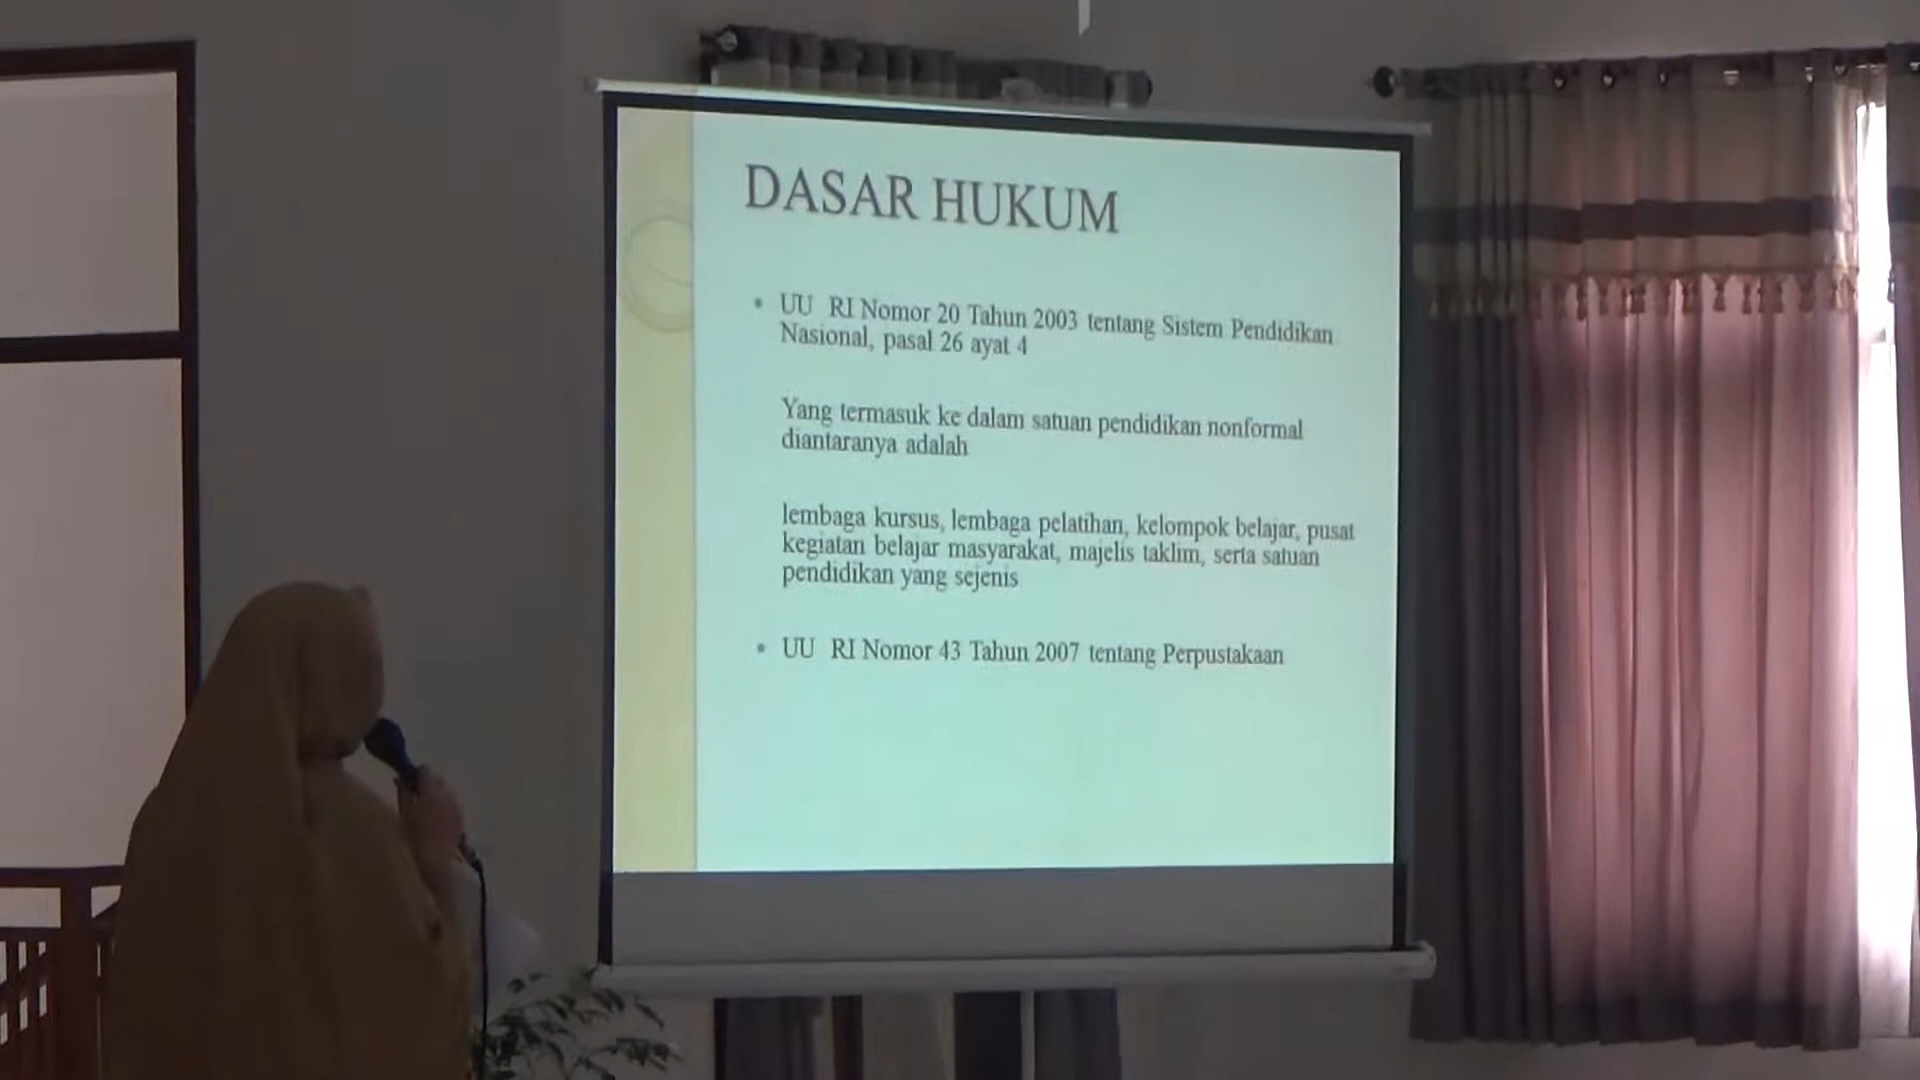 DASAR HUKUM
• UU RI Nomor 20 Tahun 2003 tentang Sistem Pendidikan
Nasional, pasal 26 ayat 4
Yang termasuk ke dalam satuan pendidikan nonformal
diantaranya adalah
lembaga kursus, lembaga pelatihan, kelompok belajar, pusat
kegiatan belajar masyarakat, majelis taklim, serta satuan
pendidikan yang sejenis
• UU RI Nomor 43 Tahun 2007 tentang Perpustakaan